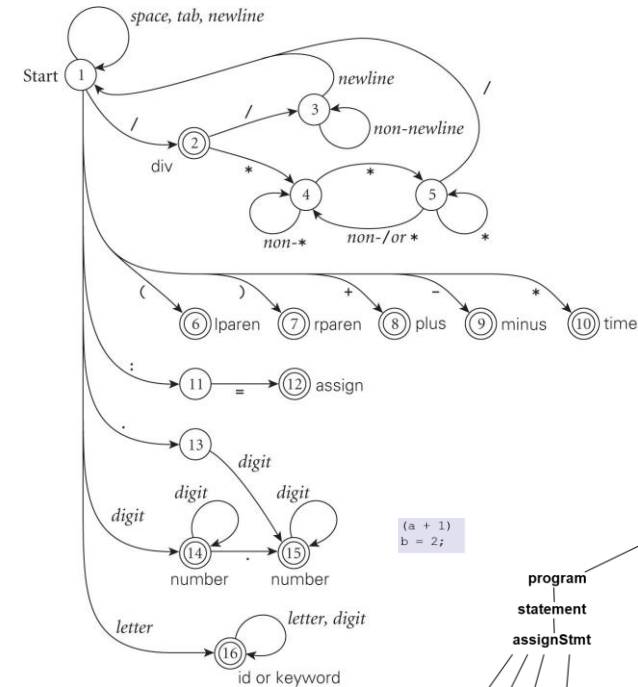 space, tab, newline
Start 1
/
2
div
/
3
newline
non-newline
/
*
4
*
5
non-*
non-/or *
*
(
6 lparen
)
7 rparen
+
8 plus
-
9 minus
*
10 time
:
11
=
12 assign
.
13
digit
digit
14
number
digit
.
digit
15
number
letter
16
letter, digit
id or keyword
(a + 1)
b = 2;
program
statement
assignStmt